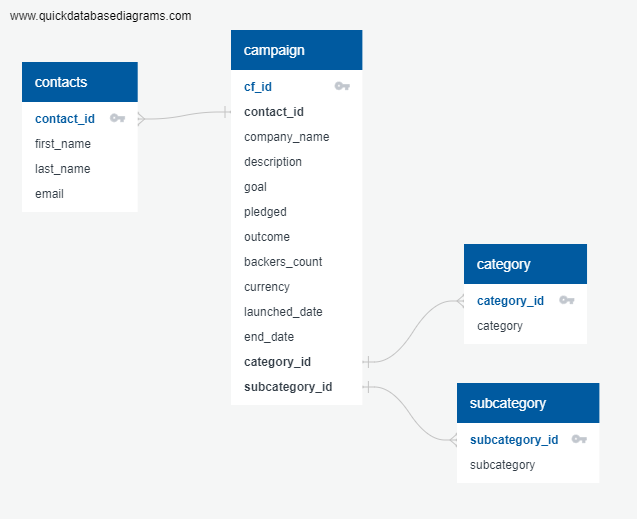 www.quickdatabasediagrams.com
contacts
contact_id
first_name
last_name
email
campaign
cf_id
contact_id
company_name
description
goal
pledged
outcome
backers_count
currency
launched_date
end_date
category_id
subcategory_id
category
category_id
category
subcategory
subcategory_id
subcategory